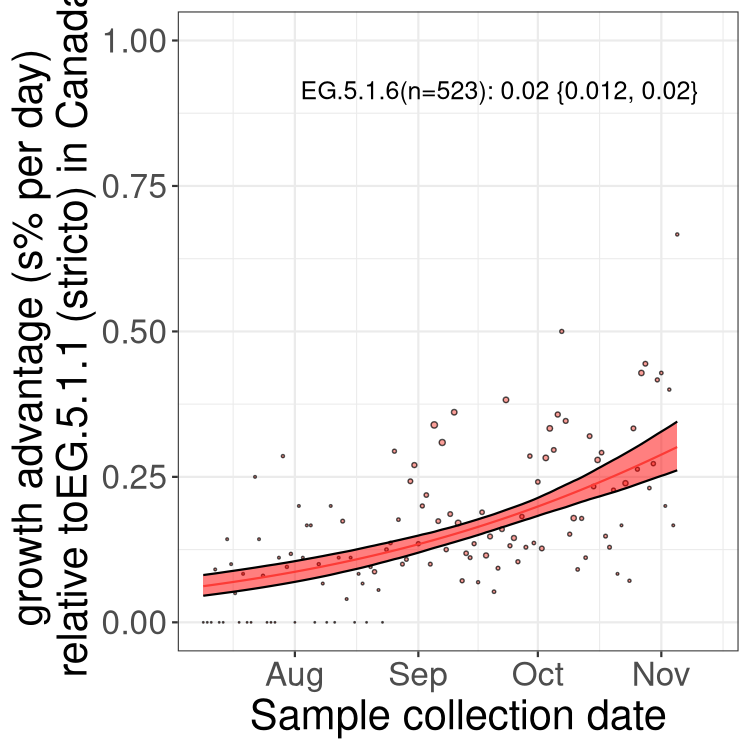 growth advantage (s% per day)
relative toEG.5.1.1 (stricto) in Canada
1.00
0.75
0.50
0.25
0.00
EG.5.1.6(n=523): 0.02 {0.012, 0.02}
Aug
Sep
Oct
Nov
Sample collection date